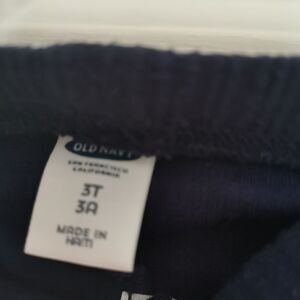 OLD NAVY
SAN FRANCISCO
CALIFORNIA
3T
3A
MADE IN
HAITI